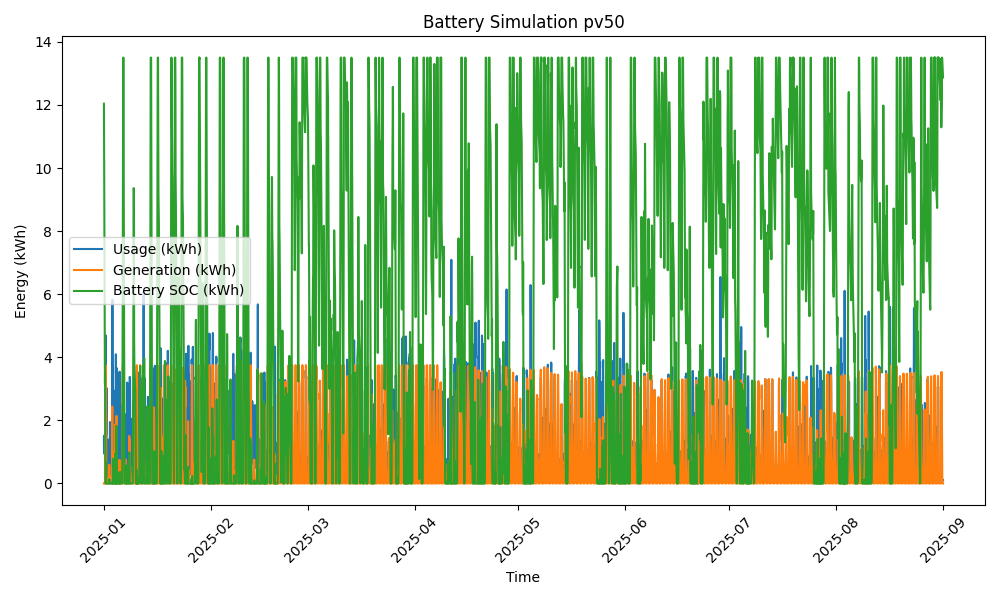 Battery Simulation pv50
Energy (kWh)
14
12
10
8
6
4
2
0
Usage (kWh)
Generation (kWh)
Battery SOC (kWh)
2025-01
2025-02
2025-03
2025-04
2025-05
2025-06
2025-07
2025-08
2025-09
Time